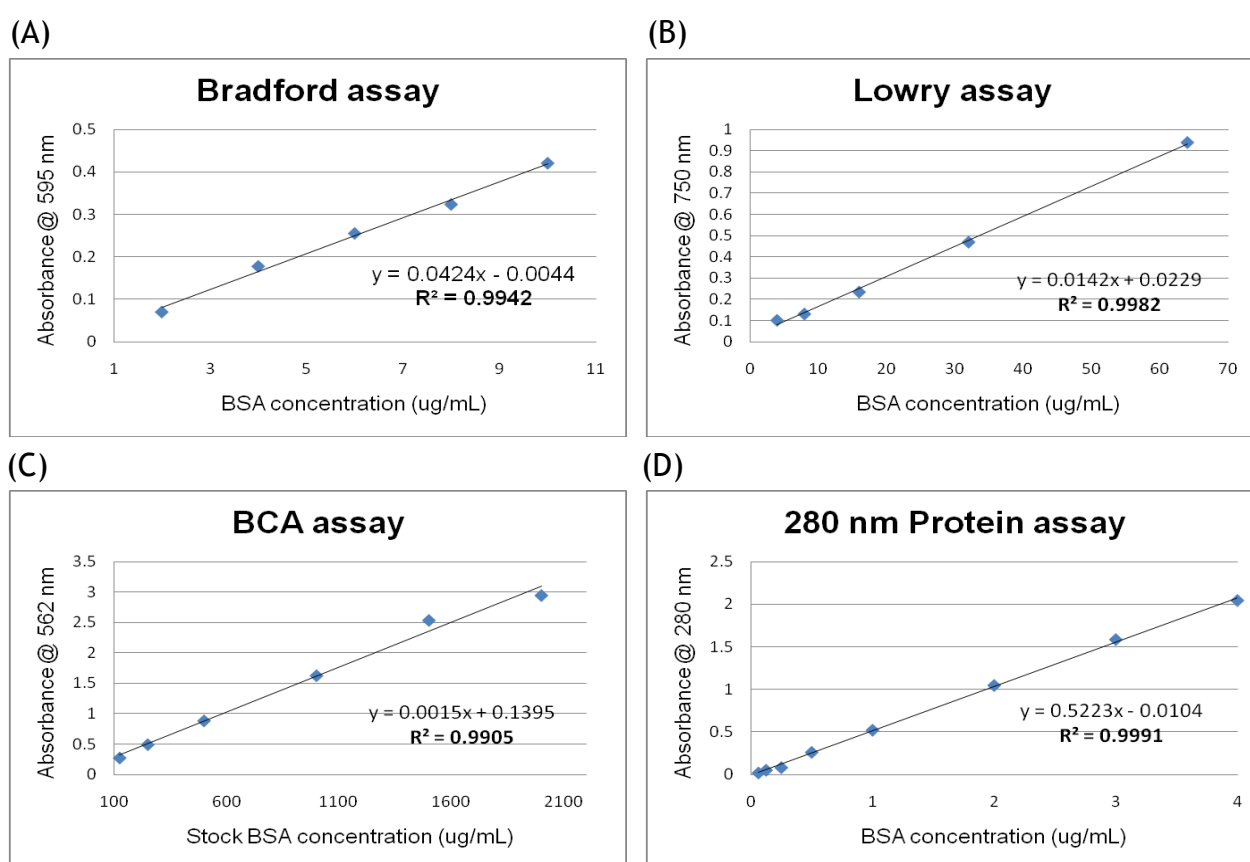 (A)
Bradford assay
Absorbance @ 595 nm
0.5
0.4
0.3
0.2
0.1
0
y = 0.0424x - 0.0044
R² = 0.9942
1 3 5 7 9 11
BSA concentration (ug/mL)
(B)
Lowry assay
Absorbance @ 750 nm
1
0.9
0.8
0.7
0.6
0.5
0.4
0.3
0.2
0.1
0
y = 0.0142x + 0.0229
R² = 0.9982
0 10 20 30 40 50 60 70
BSA concentration (ug/mL)
(C)
BCA assay
Absorbance @ 562 nm
3.5
3
2.5
2
1.5
1
0.5
0
y = 0.0015x + 0.1395
R² = 0.9905
100 600 1100 1600 2100
Stock BSA concentration (ug/mL)
(D)
280 nm Protein assay
Absorbance @ 280 nm
2.5
2
1.5
1
0.5
0
y = 0.5223x - 0.0104
R² = 0.9991
0 1 2 3 4
BSA concentration (ug/mL)